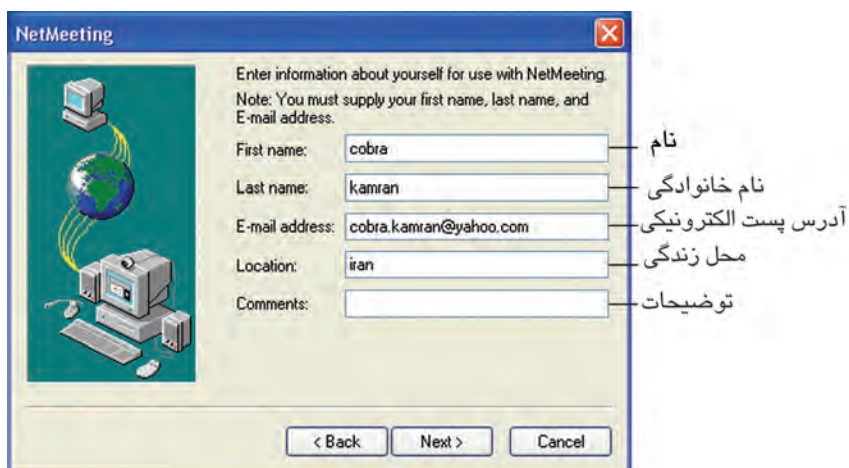 NetMeeting
Enter information about yourself for use with NetMeeting.
Note: You must supply your first name, last name, and
E-mail address.
First name: cobra نام
Last name: kamran نام خانوادگی
E-mail address: cobra.kamran@yahoo.com آدرس پست الکترونیکی
Location: iran محل زندگی
Comments: توضیحات
< Back Next > Cancel